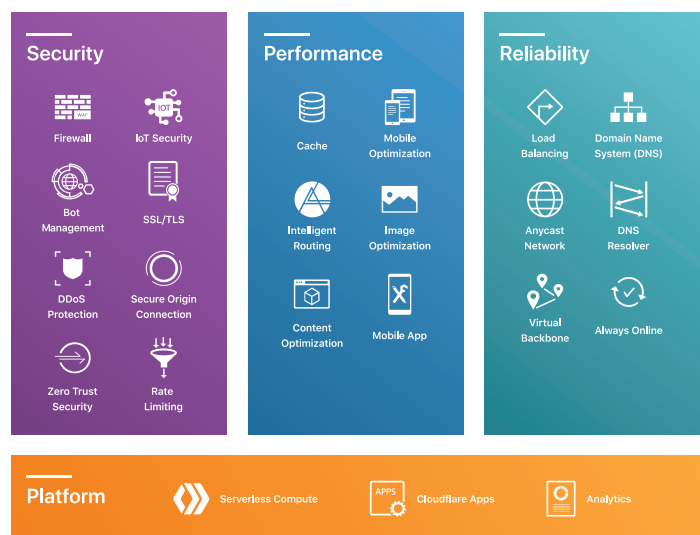 Security
WAF
Firewall
IOT
IoT Security
Bot
Management
SSL/TLS
DDoS
Protection
Secure Origin
Connection
Zero Trust
Security
Rate
Limiting
Performance
Cache
Mobile
Optimization
Intelligent
Routing
Image
Optimization
Content
Optimization
Mobile App
Reliability
Load
Balancing
Domain Name
System (DNS)
Anycast
Network
DNS
Resolver
Virtual
Backbone
Always Online
Platform
Serverless Compute
APPS
Cloudflare Apps
Analytics